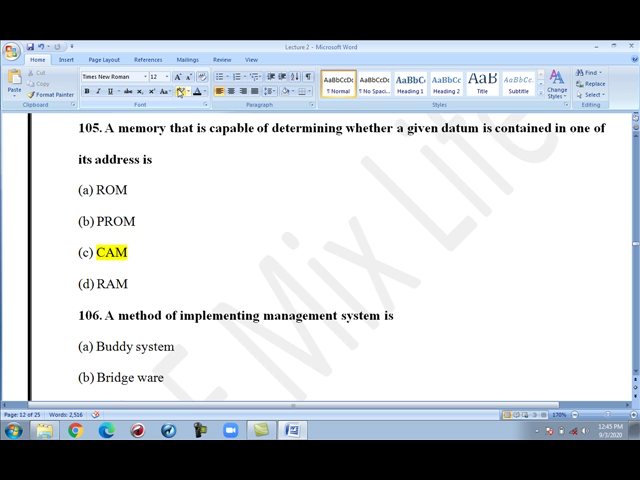 Lecture 2 - Microsoft Word
Home Insert Page Layout References Mailings Review View
Cut
Copy
Format Painter
Paste
Clipboard
Times New Roman 12
Font
Paragraph
AaBbCcDc AaBbCcDc AaBbC AaBbCc AaB AaBbCcD
¶ Normal ¶ No Spaci... Heading 1 Heading 2 Title Subtitle
Change
Styles
Styles
Find
Replace
Select
Editing
105. A memory that is capable of determining whether a given datum is contained in one of
its address is
(a) ROM
(b) PROM
(c) CAM
(d) RAM
106. A method of implementing management system is
(a) Buddy system
(b) Bridge ware
E Mix Life
Page: 12 of 25 Words: 2,516
170%
12:45 PM
9/3/2020